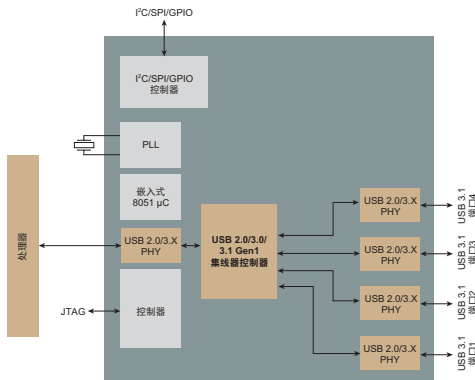 I²C/SPI/GPIO
I²C/SPI/GPIO
控制器
PLL
嵌入式
8051 µC
处理器
USB 2.0/3.X
PHY
USB 2.0/3.0/
3.1 Gen1
集线器控制器
JTAG
控制器
USB 2.0/3.X
PHY
USB 3.1
端口4
USB 2.0/3.X
PHY
USB 3.1
端口3
USB 2.0/3.X
PHY
USB 3.1
端口2
USB 2.0/3.X
PHY
USB 3.1
端口1